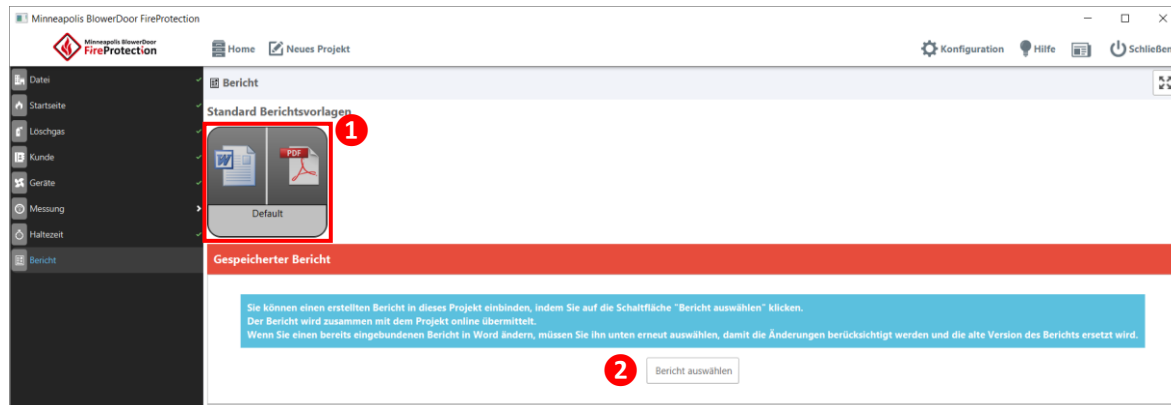 Minneapolis BlowerDoor FireProtection
Minneapolis BlowerDoor
FireProtection
Home Neues Projekt
Konfiguration Hilfe Schließen
Datei
Startseite
Löschgas
Kunde
Geräte
Messung
Haltezeit
Bericht
Bericht
Standard Berichtsvorlagen
1
W PDF
Default
Gespeicherter Bericht
Sie können einen erstellten Bericht in dieses Projekt einbinden, indem Sie auf die Schaltfläche "Bericht auswählen" klicken.
Der Bericht wird zusammen mit dem Projekt online übermittelt.
Wenn Sie einen bereits eingebundenen Bericht in Word ändern, müssen Sie ihn unten erneut auswählen, damit die Änderungen berücksichtigt werden und die alte Version des Berichts ersetzt wird.
2 Bericht auswählen